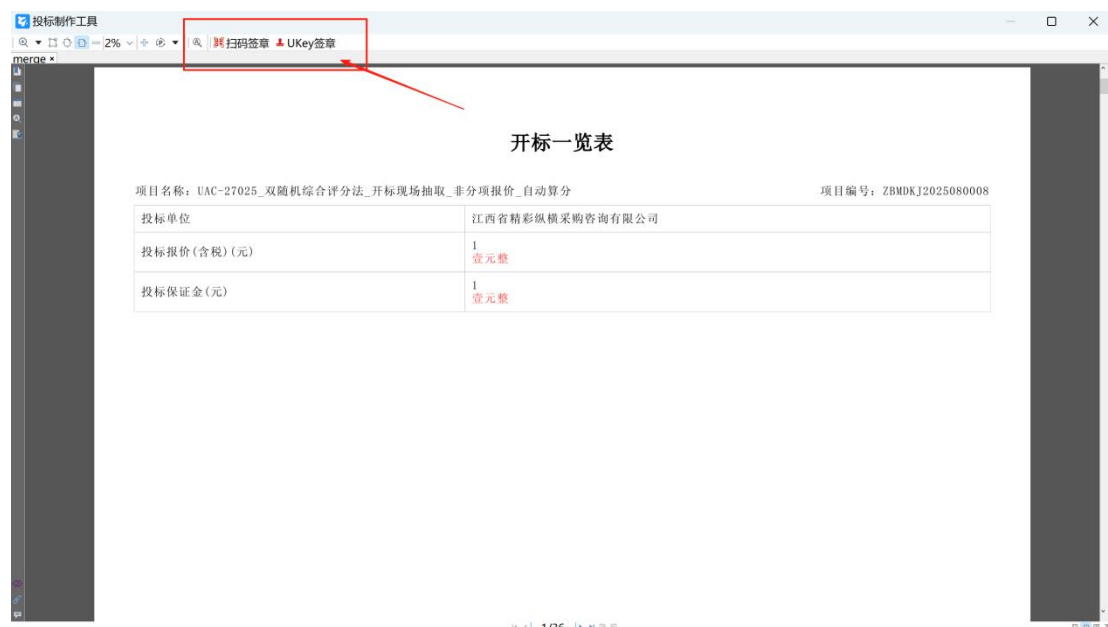 投标制作工具
2% 扫码签章 UKey签章
merge ×
开标一览表
项目名称：UAC-27025_双随机综合评分法_开标现场抽取_非分项报价_自动算分 项目编号：ZBMDKJ2025080008
投标单位 江西省精彩纵横采购咨询有限公司
投标报价(含税)(元) 1
壹元整
投标保证金(元) 1
壹元整
1/26